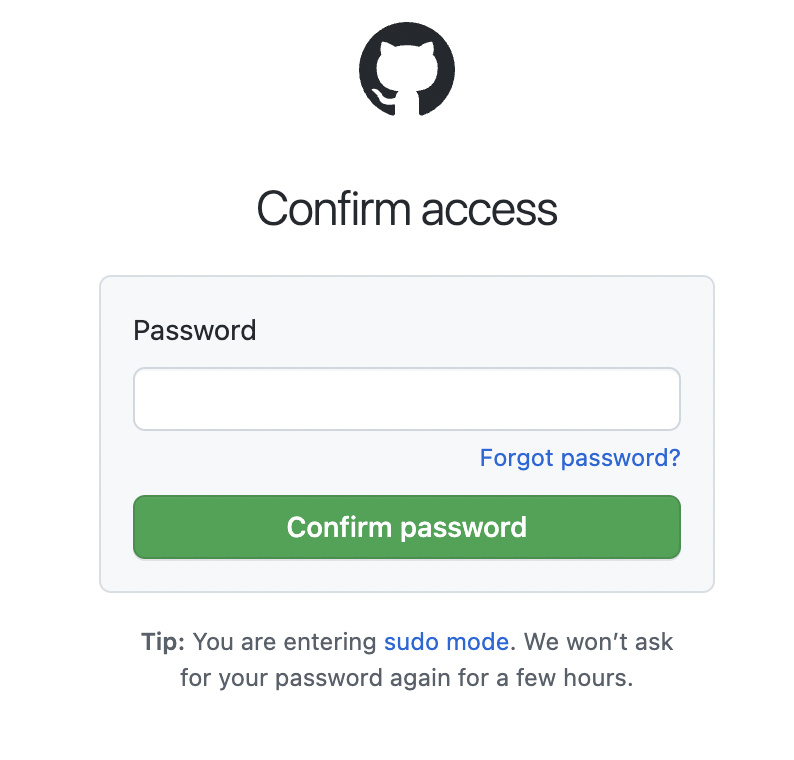 Confirm access
Password
Forgot password?
Confirm password
Tip: You are entering sudo mode. We won’t ask
for your password again for a few hours.